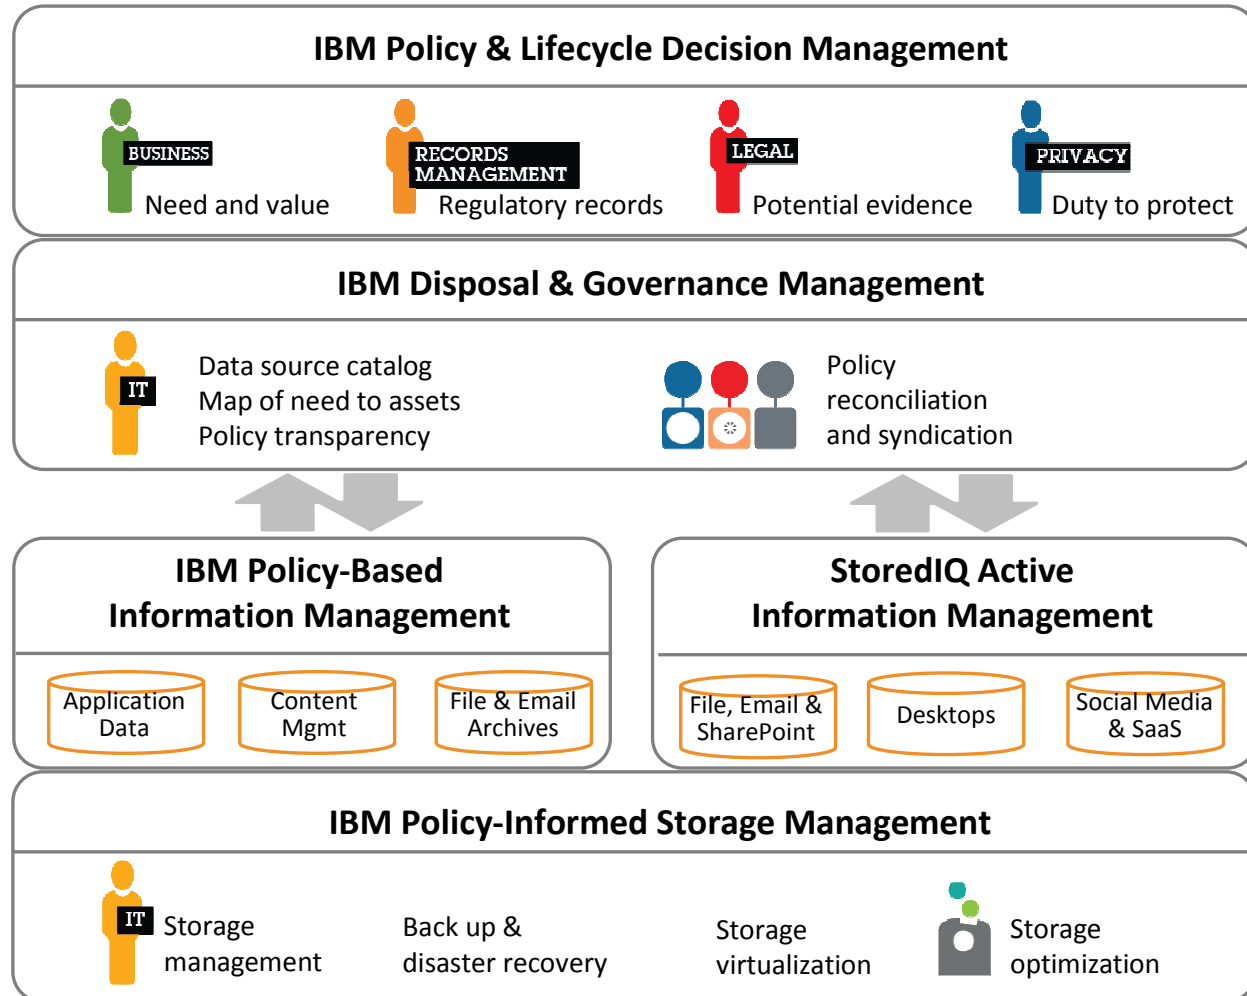 IBM Policy & Lifecycle Decision Management
BUSINESS
Need and value
RECORDS
MANAGEMENT
Regulatory records
LEGAL
Potential evidence
PRIVACY
Duty to protect
IBM Disposal & Governance Management
IT
Data source catalog
Map of need to assets
Policy transparency
Policy
reconciliation
and syndication
IBM Policy-Based
Information Management
Application
Data
Content
Mgmt
File & Email
Archives
StoredIQ Active
Information Management
File, Email &
SharePoint
Desktops
Social Media
& SaaS
IBM Policy-Informed Storage Management
IT
Storage
management
Back up &
disaster recovery
Storage
virtualization
Storage
optimization